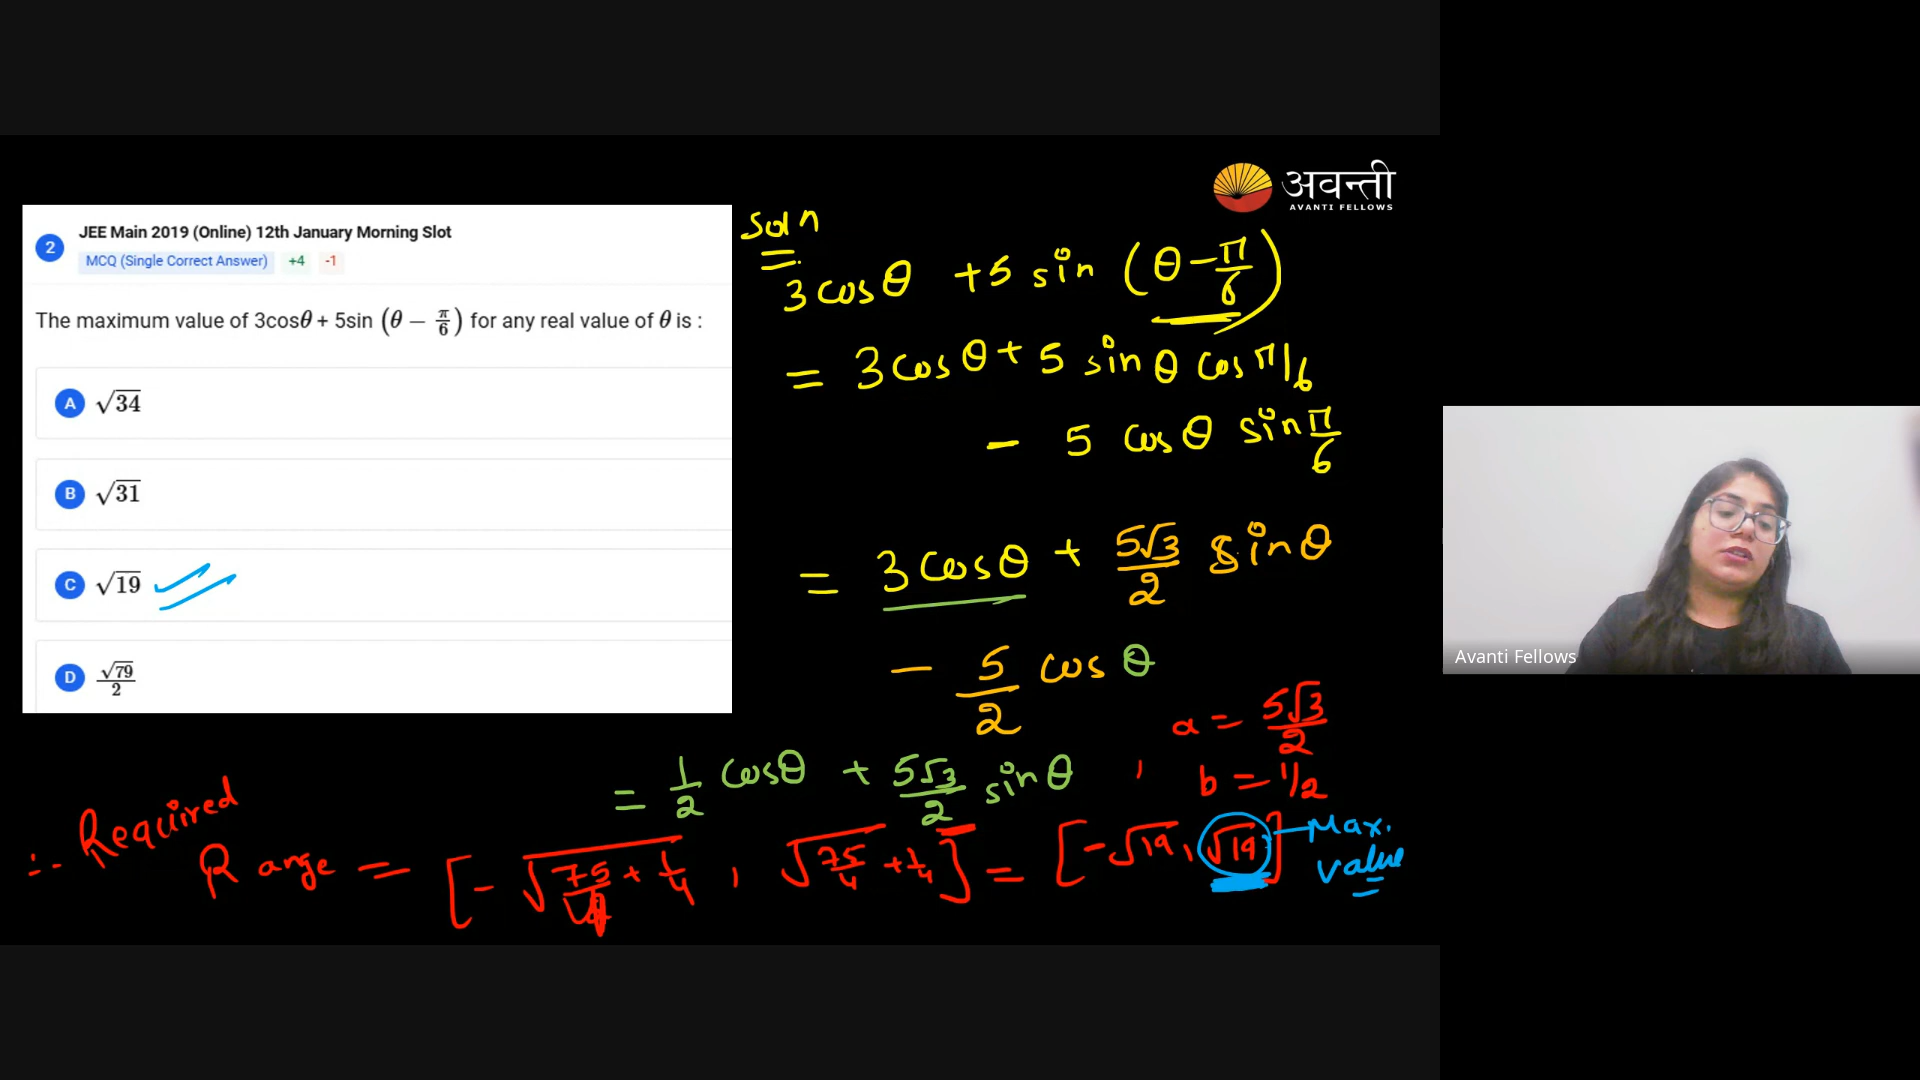 अवन्ती
AVANTI FELLOWS
2 JEE Main 2019 (Online) 12th January Morning Slot
MCQ (Single Correct Answer) +4 -1
The maximum value of 3cosθ + 5sin (θ − π/6) for any real value of θ is :
A √34
B √31
C √19
D √79/2
Soln
3 cos θ + 5 sin (θ − π/6)
= 3 cos θ + 5 sin θ cos π/6
− 5 cos θ sin π/6
= 3 cos θ + 5√3/2 sin θ
− 5/2 cos θ
= 1/2 cos θ + 5√3/2 sin θ , a = 5√3/2
b = 1/2
∴ Required
Range = [−√75/4 + 1/4 , √75/4 + 1/4] = [−√19, √19] → Max. value
Avanti Fellows